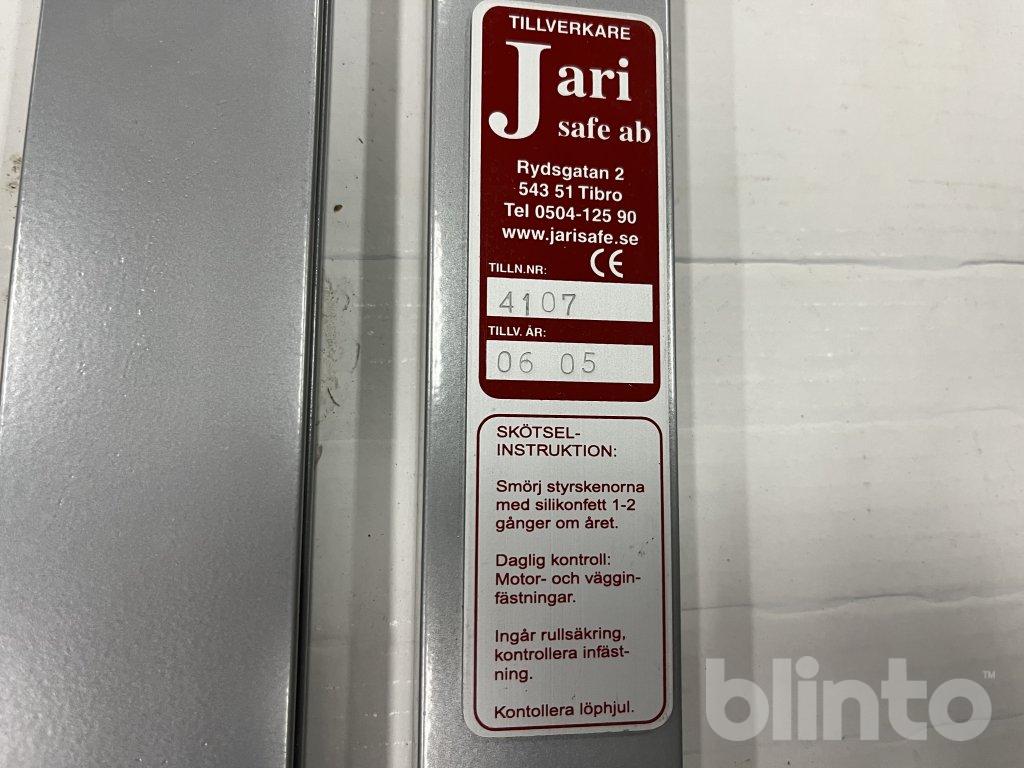 TILLVERKARE
Jari
safe ab
Rydsgatan 2
543 51 Tibro
Tel 0504-125 90
www.jarisafe.se
CE
TILLN.NR:
4107
TILLV. ÅR:
06 05
SKÖTSEL-
INSTRUKTION:
Smörj styrskenorna
med silikonfett 1-2
gånger om året.
Daglig kontroll:
Motor- och väggin-
fästningar.
Ingår rullsäkring,
kontrollera infäst-
ning.
Kontollera löphjul.
blinto™